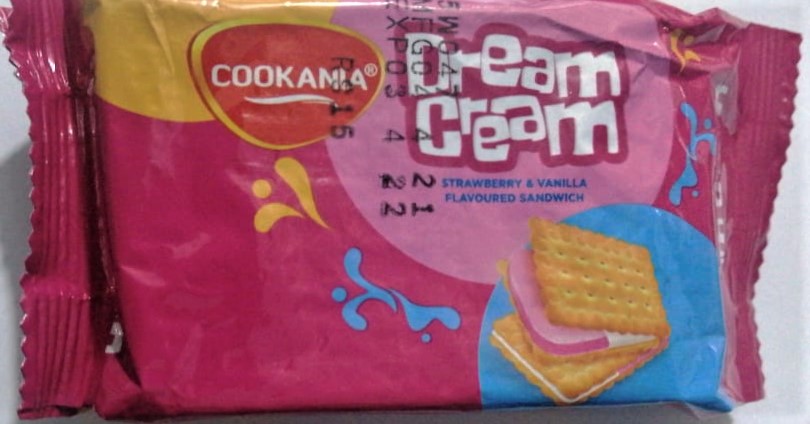 COOKANIA®
Dream
Cream
STRAWBERRY & VANILLA
FLAVOURED SANDWICH